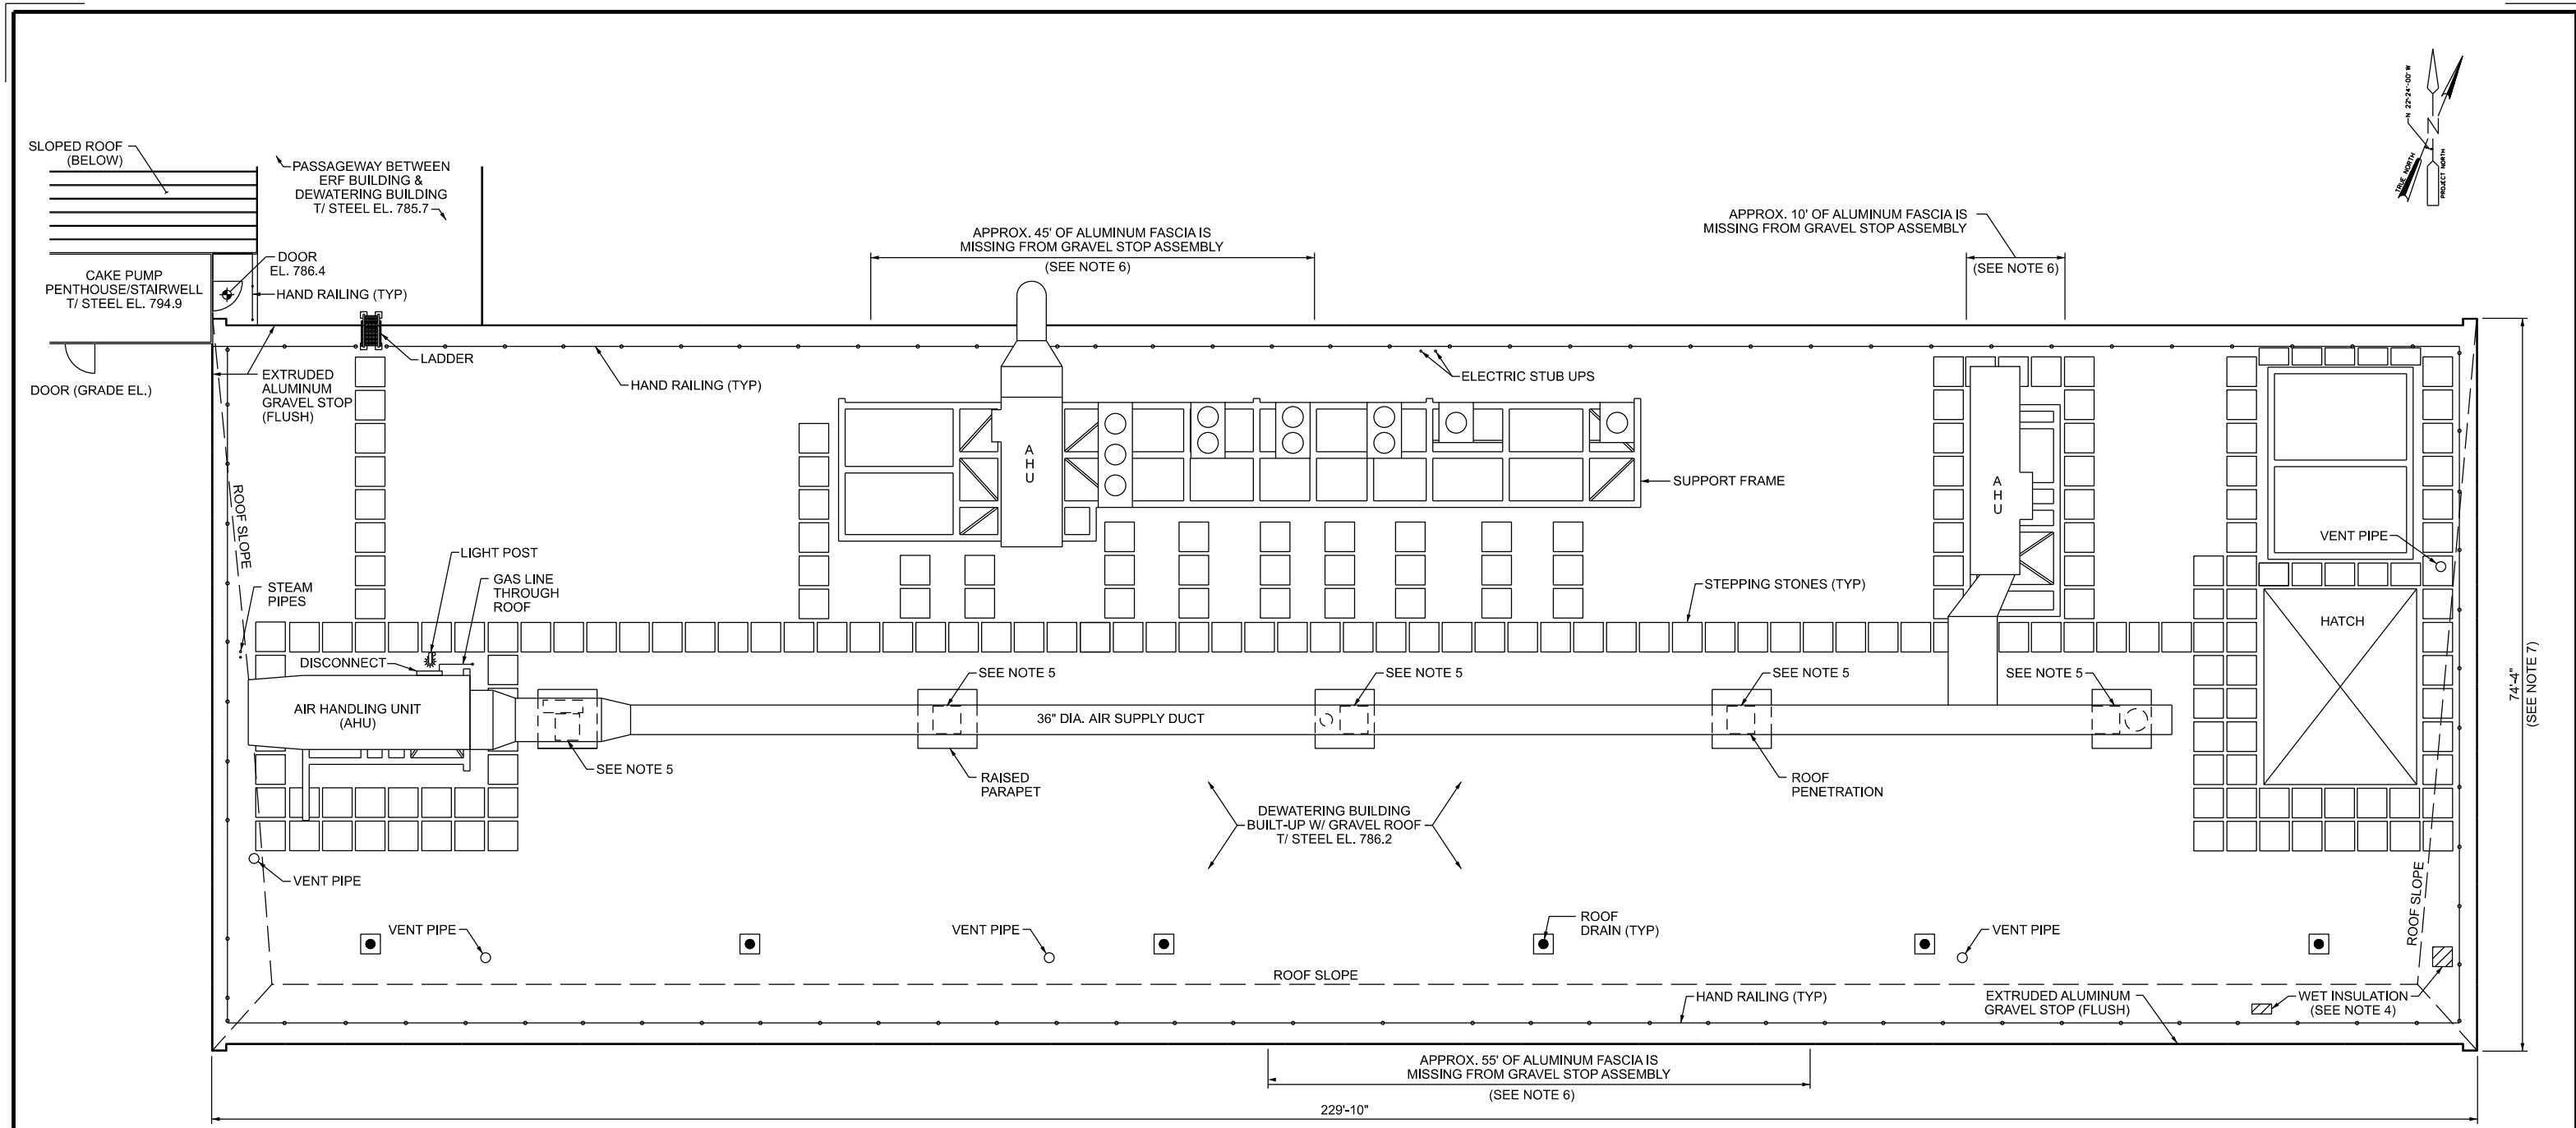 N 22°-24'-00" W
TRUE NORTH
PROJECT NORTH
N
SLOPED ROOF
(BELOW)
PASSAGEWAY BETWEEN
ERF BUILDING &
DEWATERING BUILDING
T/ STEEL EL. 785.7
APPROX. 45' OF ALUMINUM FASCIA IS
MISSING FROM GRAVEL STOP ASSEMBLY
(SEE NOTE 6)
APPROX. 10' OF ALUMINUM FASCIA IS
MISSING FROM GRAVEL STOP ASSEMBLY
(SEE NOTE 6)
CAKE PUMP
PENTHOUSE/STAIRWELL
T/ STEEL EL. 794.9
DOOR
EL. 786.4
HAND RAILING (TYP)
DOOR (GRADE EL.)
EXTRUDED
ALUMINUM
GRAVEL STOP
(FLUSH)
LADDER
HAND RAILING (TYP)
ELECTRIC STUB UPS
AHU
SUPPORT FRAME
AHU
ROOF SLOPE
LIGHT POST
GAS LINE
THROUGH
ROOF
STEAM
PIPES
STEPPING STONES (TYP)
VENT PIPE
HATCH
DISCONNECT
AIR HANDLING UNIT
(AHU)
SEE NOTE 5
SEE NOTE 5
SEE NOTE 5
SEE NOTE 5
36" DIA. AIR SUPPLY DUCT
SEE NOTE 5
RAISED
PARAPET
ROOF
PENETRATION
74'-4"
(SEE NOTE 7)
DEWATERING BUILDING
BUILT-UP W/ GRAVEL ROOF
T/ STEEL EL. 786.2
VENT PIPE
VENT PIPE
VENT PIPE
ROOF
DRAIN (TYP)
VENT PIPE
ROOF SLOPE
ROOF SLOPE
HAND RAILING (TYP)
EXTRUDED ALUMINUM
GRAVEL STOP (FLUSH)
WET INSULATION
(SEE NOTE 4)
APPROX. 55' OF ALUMINUM FASCIA IS
MISSING FROM GRAVEL STOP ASSEMBLY
(SEE NOTE 6)
229'-10"